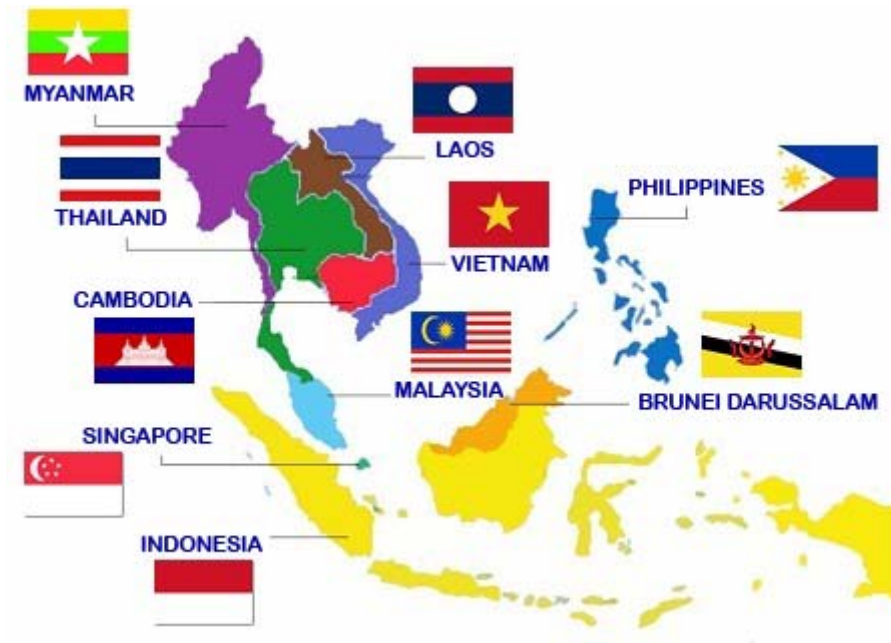 MYANMAR
LAOS
THAILAND
PHILIPPINES
VIETNAM
CAMBODIA
MALAYSIA
BRUNEI DARUSSALAM
SINGAPORE
INDONESIA